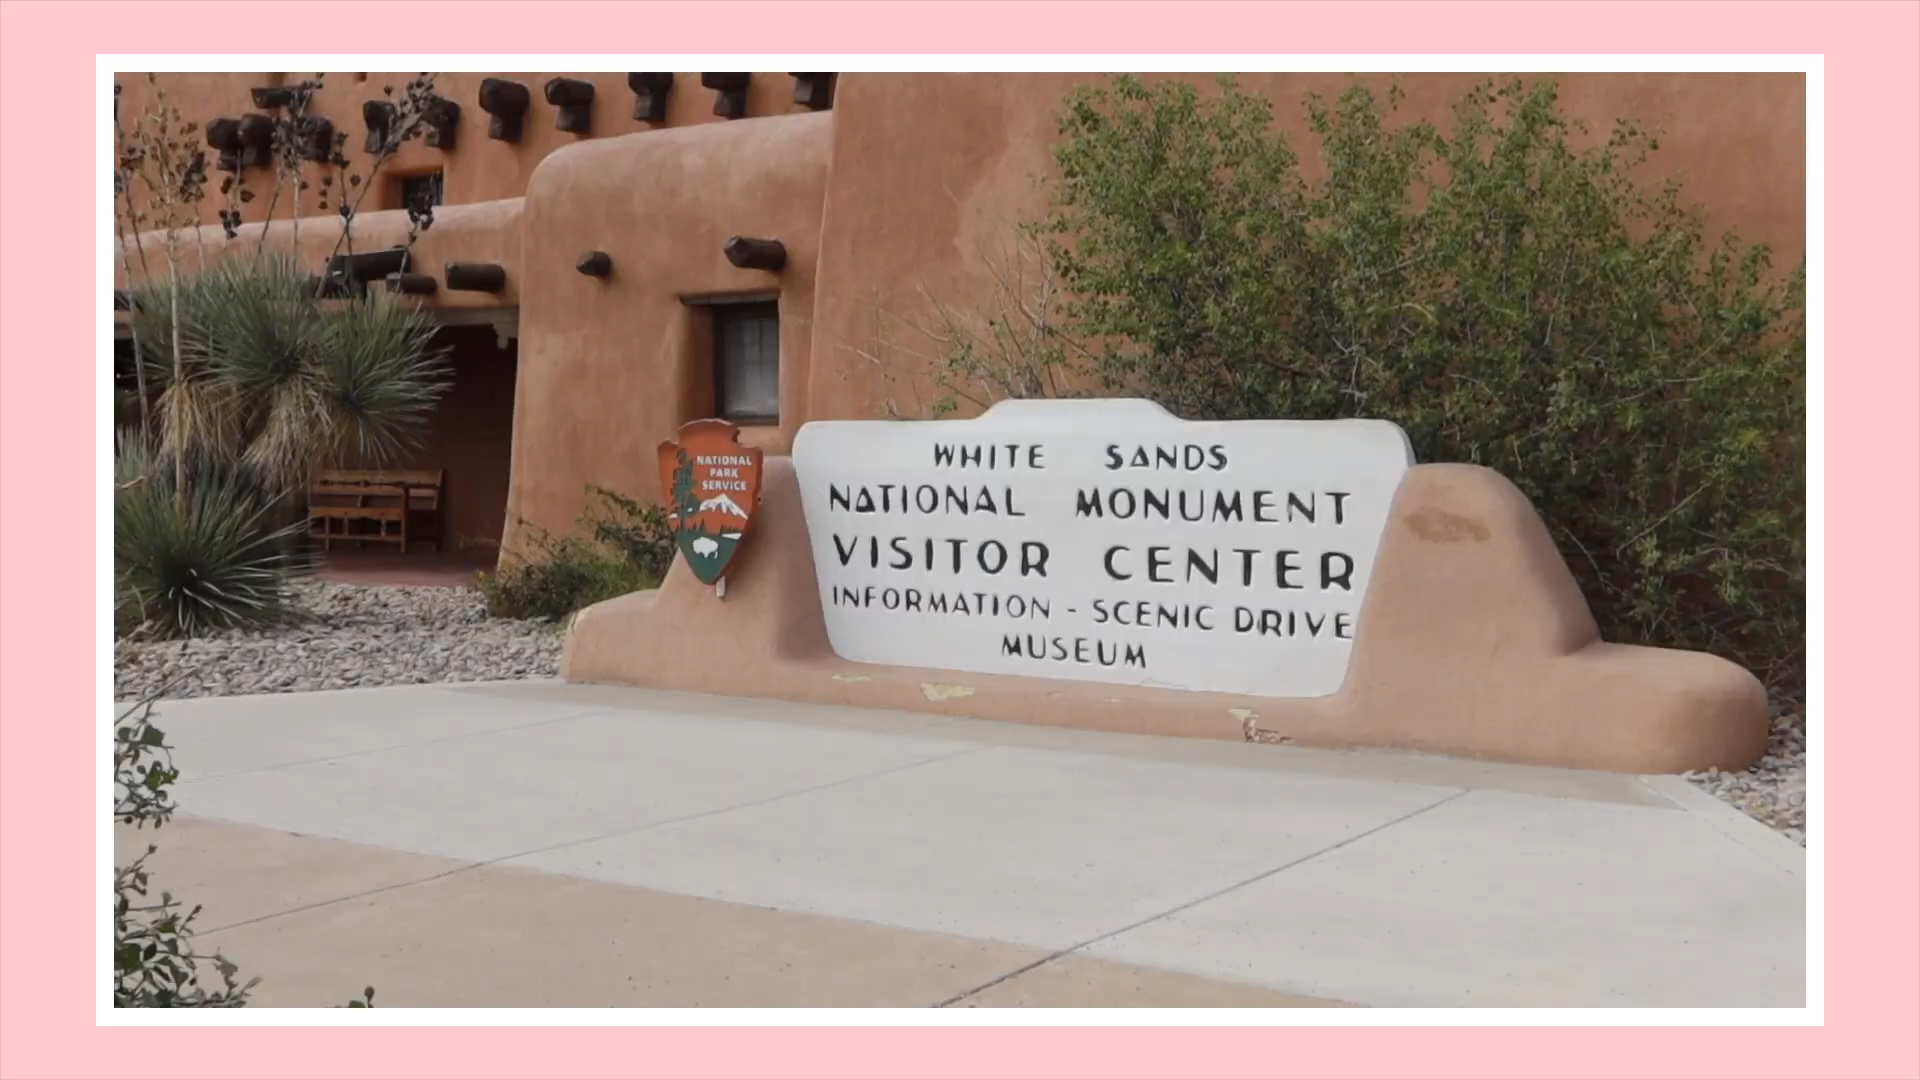 NATIONAL
PARK
SERVICE
WHITE SANDS
NATIONAL MONUMENT
VISITOR CENTER
INFORMATION - SCENIC DRIVE
MUSEUM